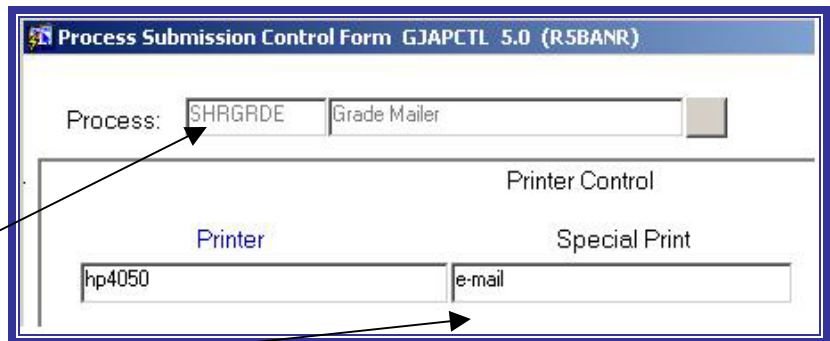 Process Submission Control Form GJAPCTL 5.0 (R5BANR)
Process: SHRGRDE Grade Mailer
Printer Control
Printer Special Print
hp4050 e-mail